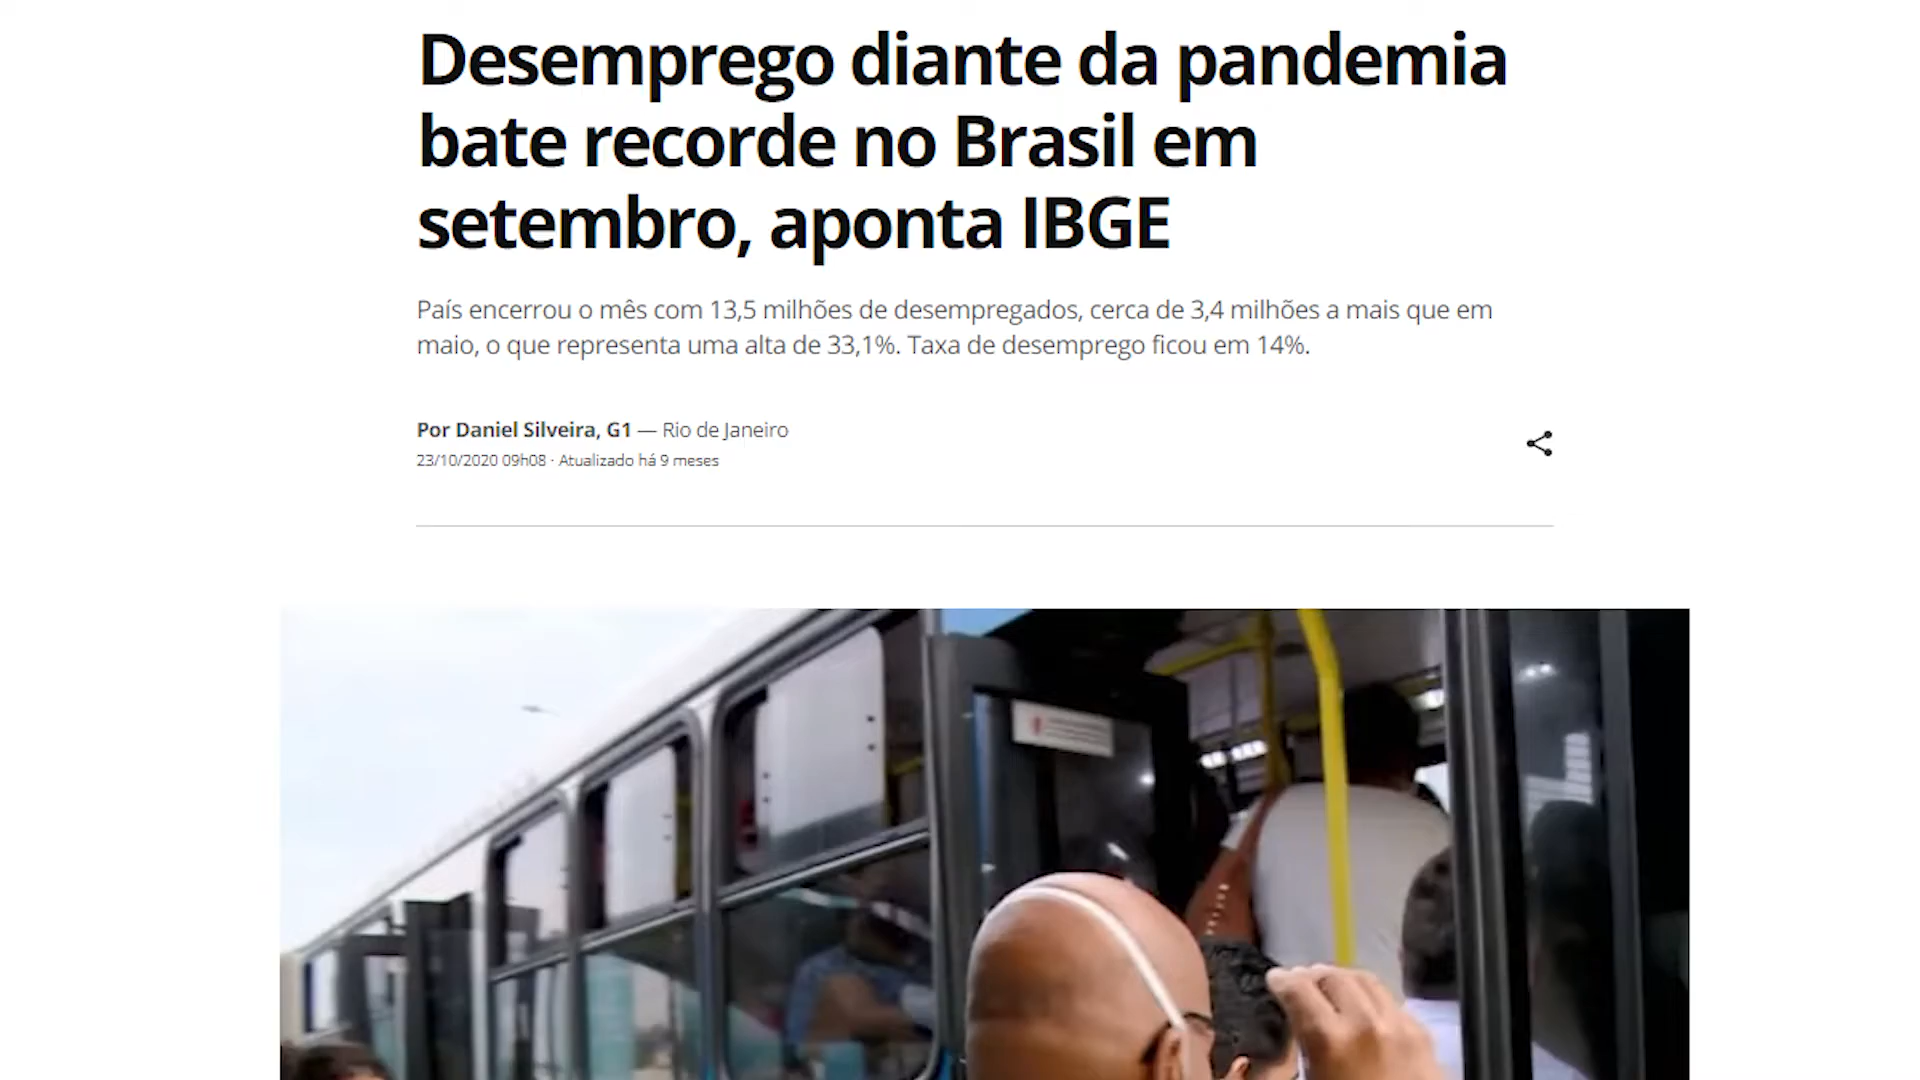 Desemprego diante da pandemia
bate recorde no Brasil em
setembro, aponta IBGE
País encerrou o mês com 13,5 milhões de desempregados, cerca de 3,4 milhões a mais que em
maio, o que representa uma alta de 33,1%. Taxa de desemprego ficou em 14%.
Por Daniel Silveira, G1 — Rio de Janeiro
23/10/2020 09h08 · Atualizado há 9 meses